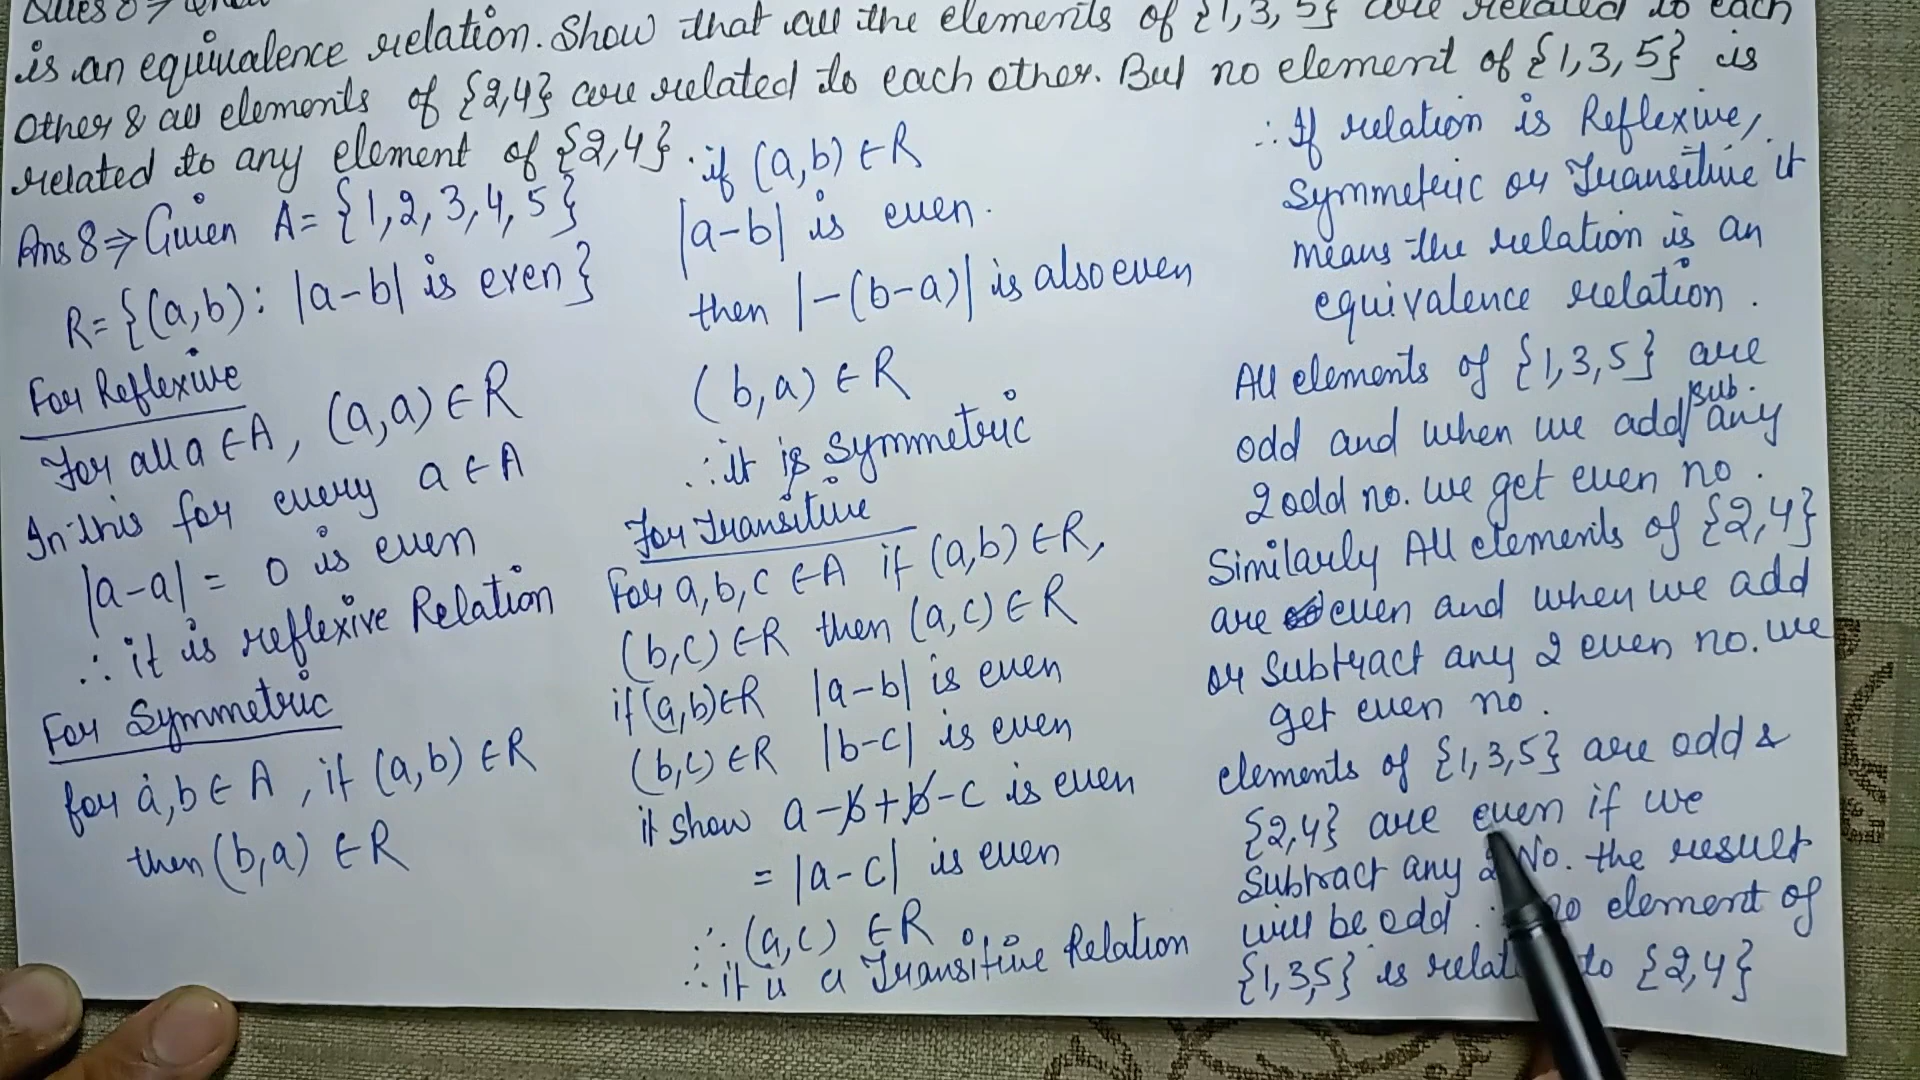 is an equivalence relation. Show that all the elements of {1,3,5} are related to each
other & all elements of {2,4} are related to each other. But no element of {1,3,5} is
related to any element of {2,4}.
Ans 8⇒ Given A= {1,2,3,4,5}
R= {(a,b): |a-b| is even}
For Reflexive
For all a ∈ A, (a,a) ∈ R
In this for every a ∈ A
|a-a| = 0 is even
∴ it is reflexive Relation
For Symmetric
for a,b ∈ A, if (a,b) ∈ R
then (b,a) ∈ R
if (a,b) ∈ R
|a-b| is even.
then |-(b-a)| is also even
(b,a) ∈ R
∴ it is Symmetric
For Transitive
For a,b,c ∈ A if (a,b) ∈ R,
(b,c) ∈ R then (a,c) ∈ R
if (a,b) ∈ R |a-b| is even
(b,c) ∈ R |b-c| is even
it show a-b+b-c is even
= |a-c| is even
∴ (a,c) ∈ R
∴ it is a Transitive Relation
∴ If relation is Reflexive,
Symmetric or Transitive it
means the relation is an
equivalence relation.
All elements of {1,3,5} are
odd and when we add/sub. any
2 odd no. we get even no.
Similarly All elements of {2,4}
are even and when we add
or subtract any 2 even no. we
get even no.
elements of {1,3,5} are odd &
{2,4} are even if we
Subtract any 2 No. the result
will be odd. element of
{1,3,5} is to {2,4}